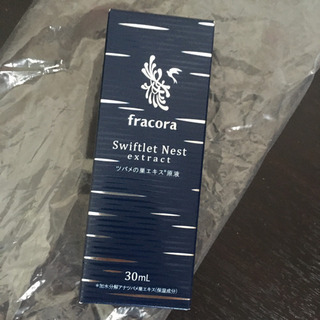 fracora
Swiftlet Nest
extract
ツバメの巣エキス*原液
30mL
*加水分解アナツバメ巣エキス(保湿成分)